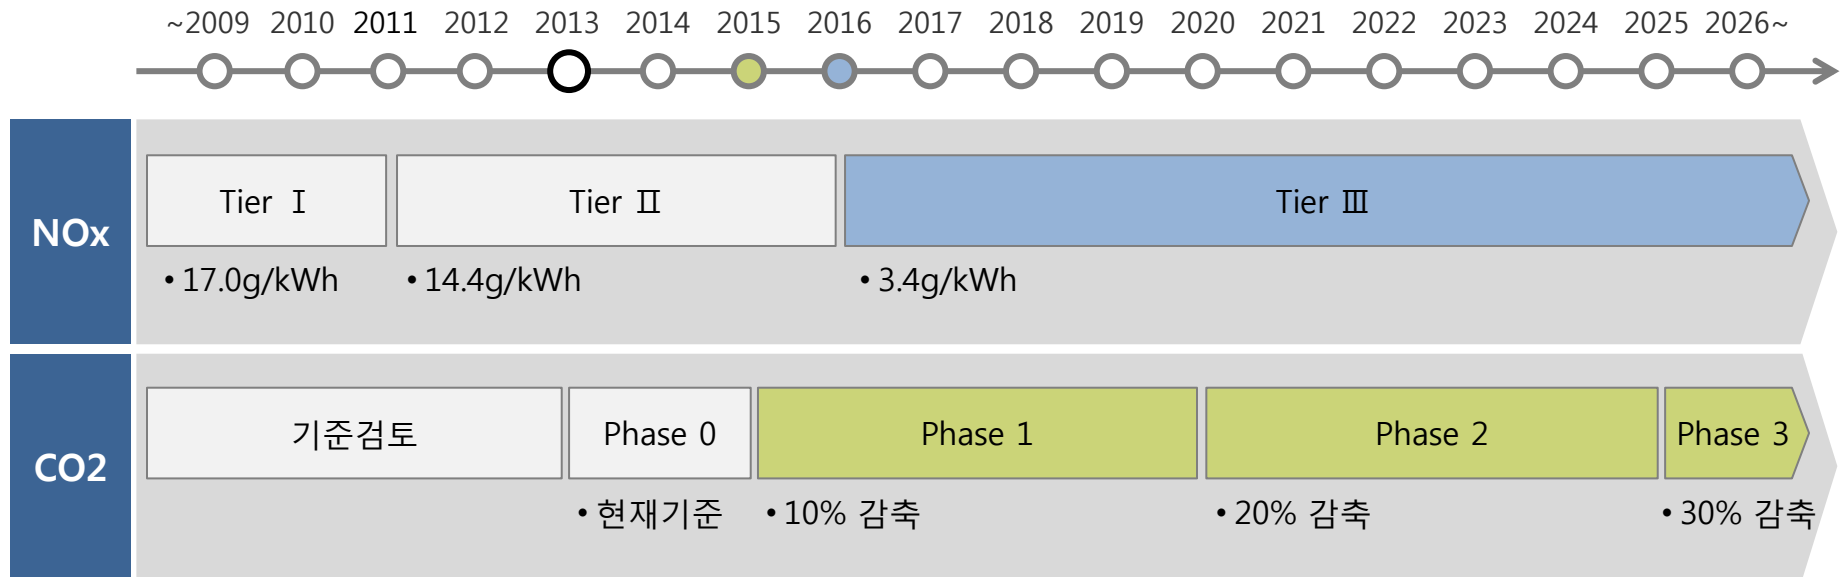 ~2009 2010 2011 2012 2013 2014 2015 2016 2017 2018 2019 2020 2021 2022 2023 2024 2025 2026~
NOx
Tier Ⅰ
Tier Ⅱ
Tier Ⅲ
• 17.0g/kWh
• 14.4g/kWh
• 3.4g/kWh
CO2
기준검토
Phase 0
Phase 1
Phase 2
Phase 3
• 현재기준
• 10% 감축
• 20% 감축
• 30% 감축